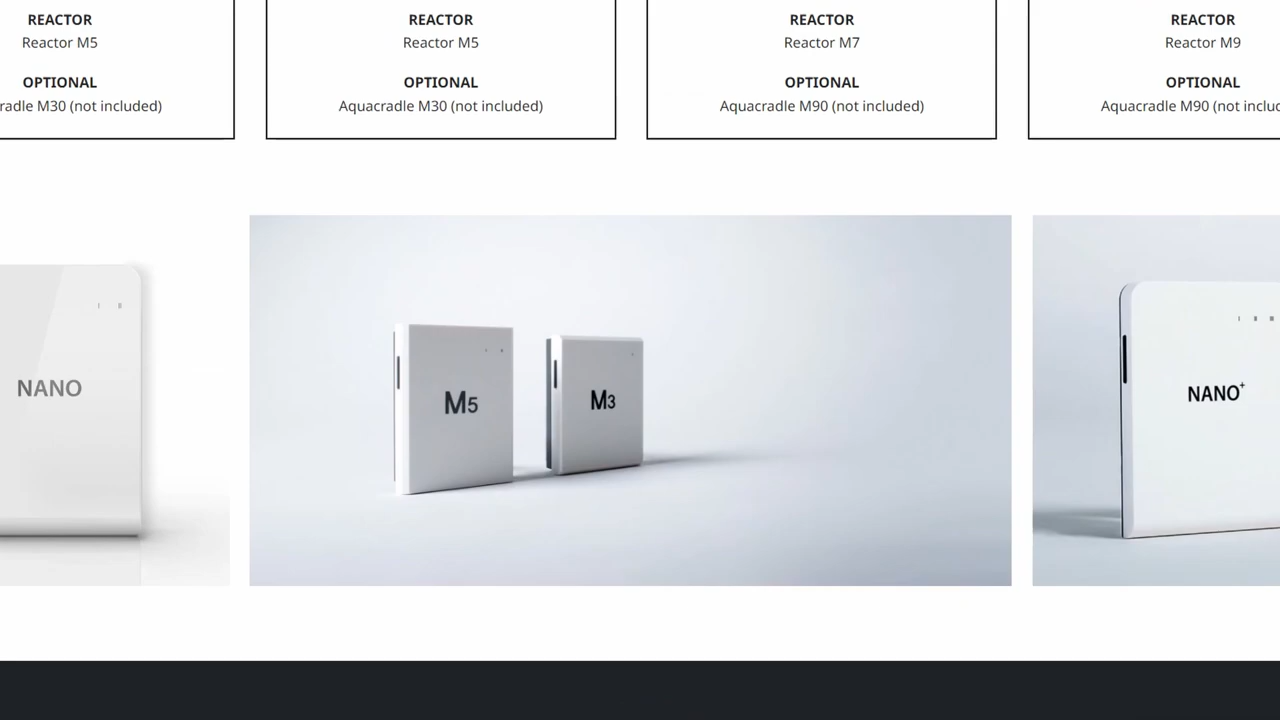 REACTOR
Reactor M5
OPTIONAL
radle M30 (not included)
REACTOR
Reactor M5
OPTIONAL
Aquacradle M30 (not included)
REACTOR
Reactor M7
OPTIONAL
Aquacradle M90 (not included)
REACTOR
Reactor M9
OPTIONAL
Aquacradle M90 (not includ
NANO
M5
M3
NANO+